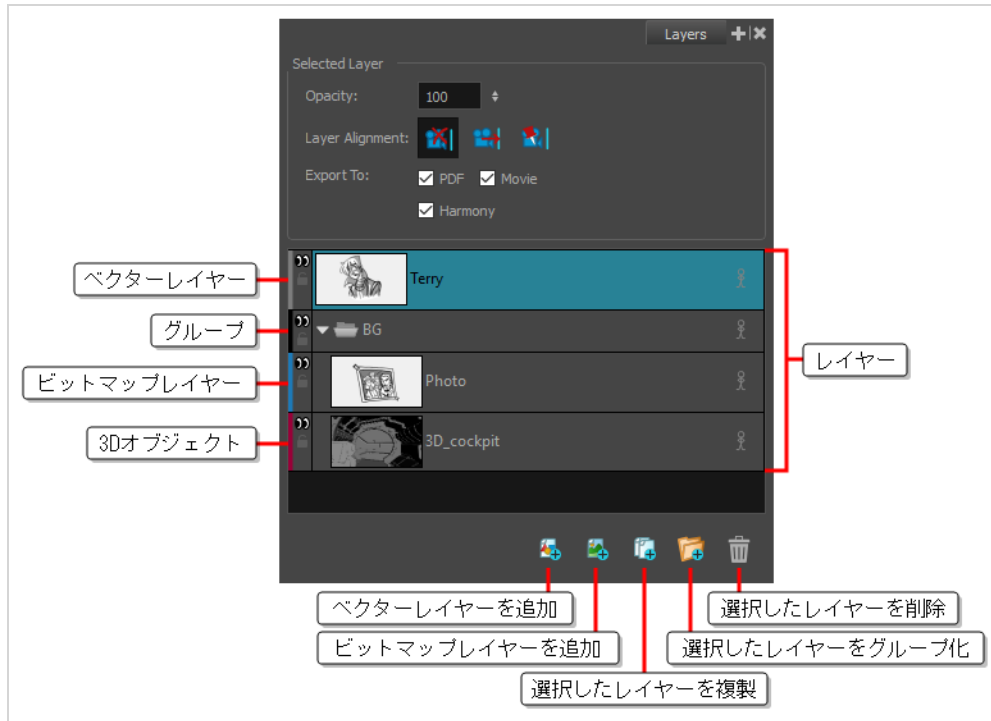 Layers
Selected Layer
Opacity: 100
Layer Alignment:
Export To: PDF Movie
Harmony
ベクターレイヤー
Terry
グループ
BG
レイヤー
ビットマップレイヤー
Photo
3Dオブジェクト
3D_cockpit
ベクターレイヤーを追加
選択したレイヤーを削除
ビットマップレイヤーを追加
選択したレイヤーをグループ化
選択したレイヤーを複製